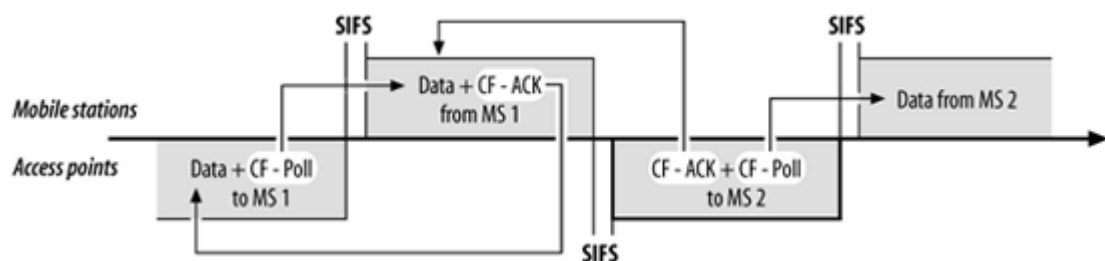 SIFS
SIFS
Mobile stations
Data + CF - ACK
from MS 1
Data from MS 2
Access points
Data + CF - Poll
to MS 1
CF - ACK + CF - Poll
to MS 2
SIFS